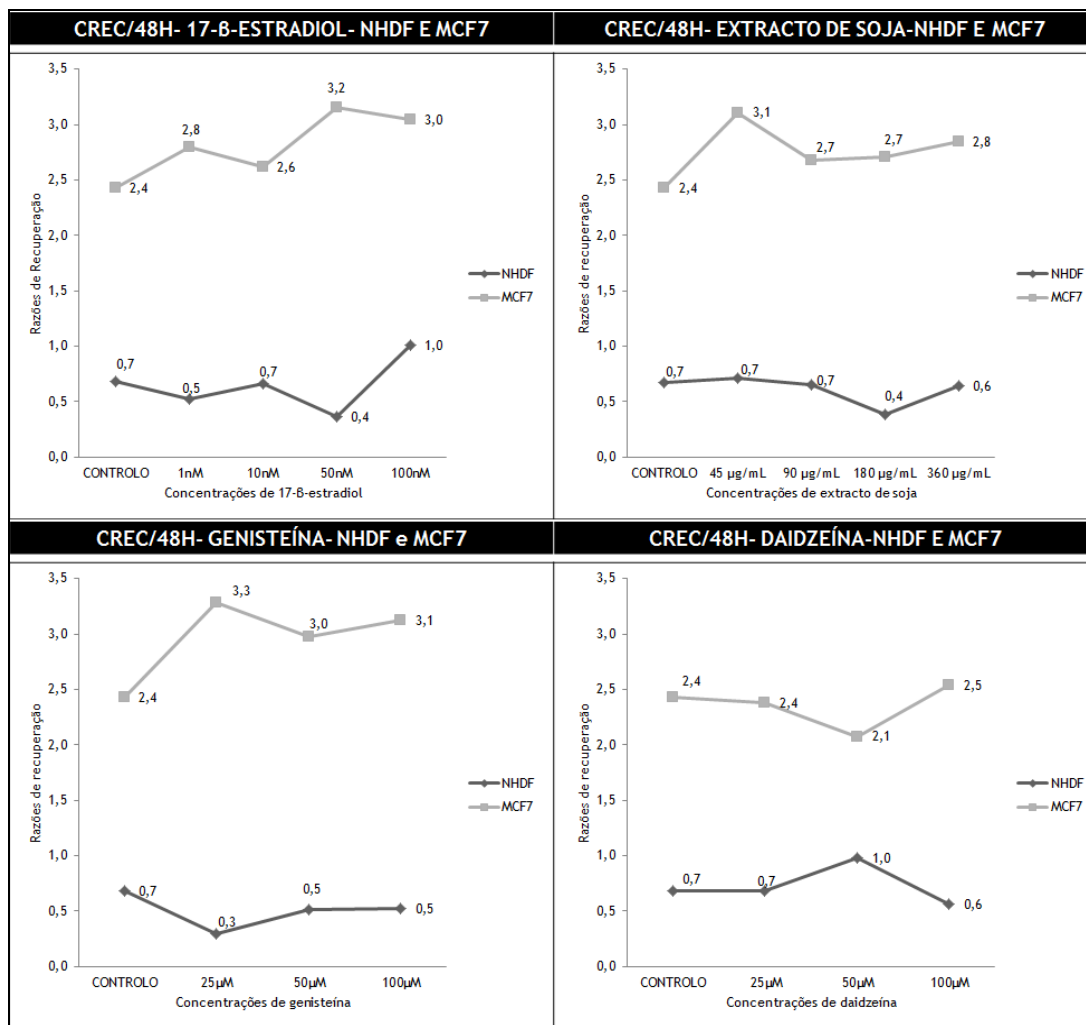 CREC/48H- 17-B-ESTRADIOL- NHDF E MCF7
3,5
3,0
2,5
2,0
1,5
1,0
0,5
0,0
Razões de Recuperação
2,4
2,8
2,6
3,2
3,0
0,7
0,5
0,7
0,4
1,0
NHDF
MCF7
CONTROLO 1nM 10nM 50nM 100nM
Concentrações de 17-B-estradiol
CREC/48H- EXTRACTO DE SOJA-NHDF E MCF7
3,5
3,0
2,5
2,0
1,5
1,0
0,5
0,0
Razões de recuperação
2,4
3,1
2,7
2,7
2,8
0,7
0,7
0,7
0,4
0,6
NHDF
MCF7
CONTROLO 45 µg/mL 90 µg/mL 180 µg/mL 360 µg/mL
Concentrações de extracto de soja
CREC/48H- GENISTEÍNA- NHDF e MCF7
3,5
3,0
2,5
2,0
1,5
1,0
0,5
0,0
Razões de recuperação
2,4
3,3
3,0
3,1
0,7
0,3
0,5
0,5
NHDF
MCF7
CONTROLO 25µM 50µM 100µM
Concentrações de genisteína
CREC/48H- DAIDZEÍNA-NHDF E MCF7
3,5
3,0
2,5
2,0
1,5
1,0
0,5
0,0
Razões de recuperação
2,4
2,4
2,1
2,5
0,7
0,7
1,0
0,6
NHDF
MCF7
CONTROLO 25µM 50µM 100µM
Concentrações de daidzeína